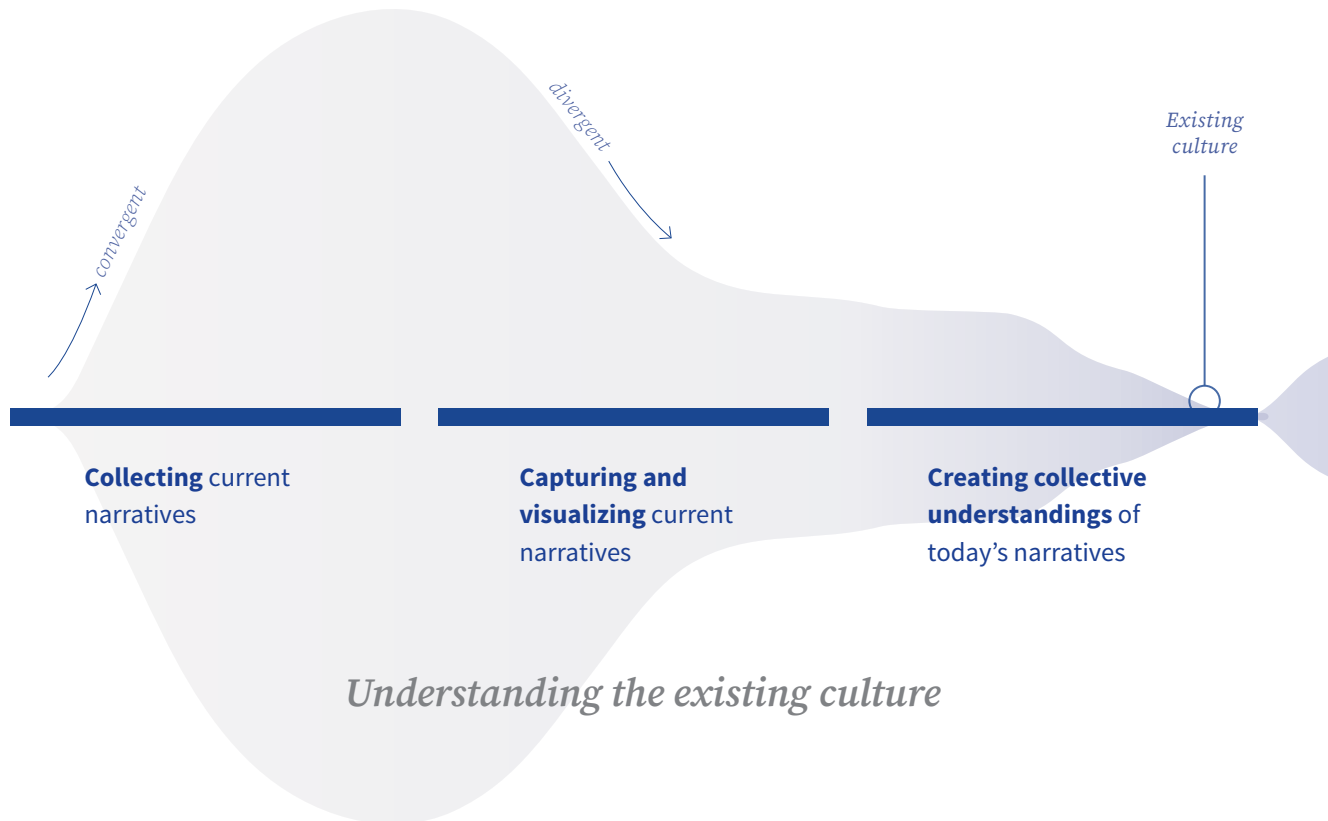 divergent
Existing
culture
convergent
Collecting current
narratives
Capturing and
visualizing current
narratives
Creating collective
understandings of
today’s narratives
Understanding the existing culture